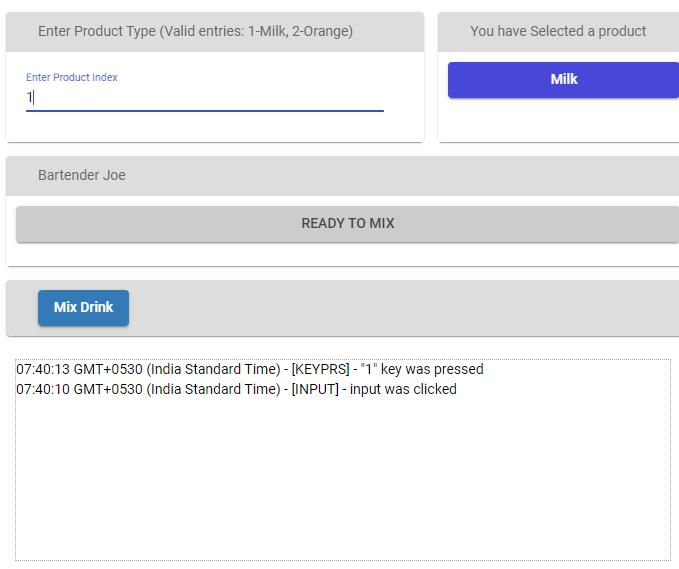 Enter Product Type (Valid entries: 1-Milk, 2-Orange)
You have Selected a product
Enter Product Index
1
Milk
Bartender Joe
READY TO MIX
Mix Drink
07:40:13 GMT+0530 (India Standard Time) - [KEYPRS] - "1" key was pressed
07:40:10 GMT+0530 (India Standard Time) - [INPUT] - input was clicked